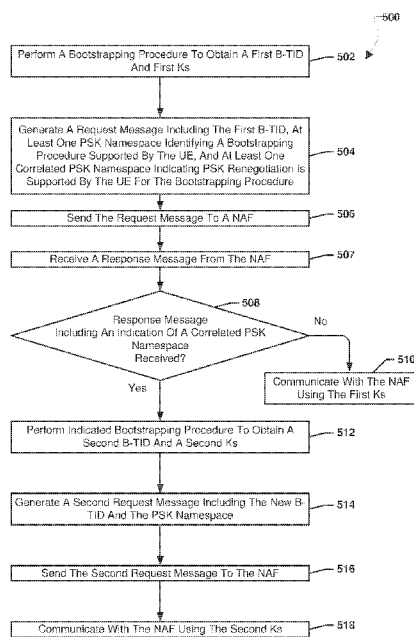 500
Perform A Bootstrapping Procedure To Obtain A First B-TID
And First Ks
502
Generate A Request Message Including The First B-TID, At
Least One PSK Namespace Identifying A Bootstrapping
Procedure Supported By The UE, And At Least One
Correlated PSK Namespace Indicating PSK Renegotiation is
Supported By The UE For The Bootstrapping Procedure
504
Send The Request Message To A NAF
506
Receive A Response Message From The NAF
507
508
Response Message
Including An Indication Of A Correlated PSK
Namespace
Received?
No
510
Communicate With The NAF
Using The First Ks
Yes
Perform Indicated Bootstrapping Procedure To Obtain A
Second B-TID And A Second Ks
512
Generate A Second Request Message Including The New B-
TID And The PSK Namespace
514
Send The Second Request Message To The NAF
516
Communicate With The NAF Using The Second Ks
518